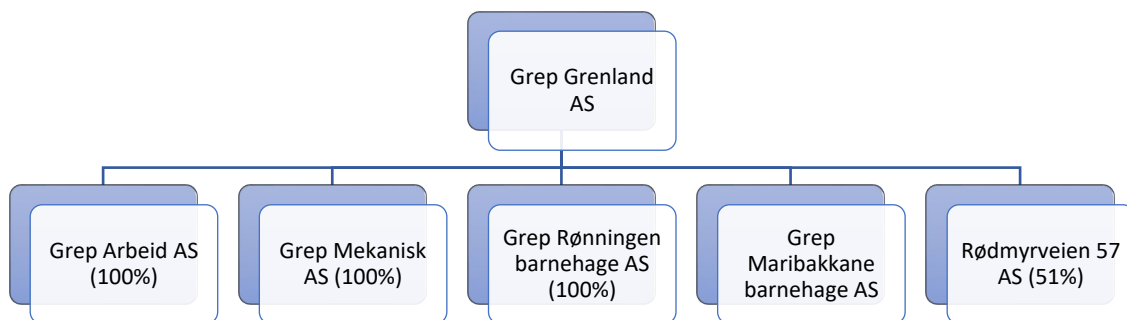 Grep Grenland
AS
Grep Arbeid AS
(100%)
Grep Mekanisk
AS (100%)
Grep Rønningen
barnehage AS
(100%)
Grep
Maribakkane
barnehage AS
Rødmyrveien 57
AS (51%)